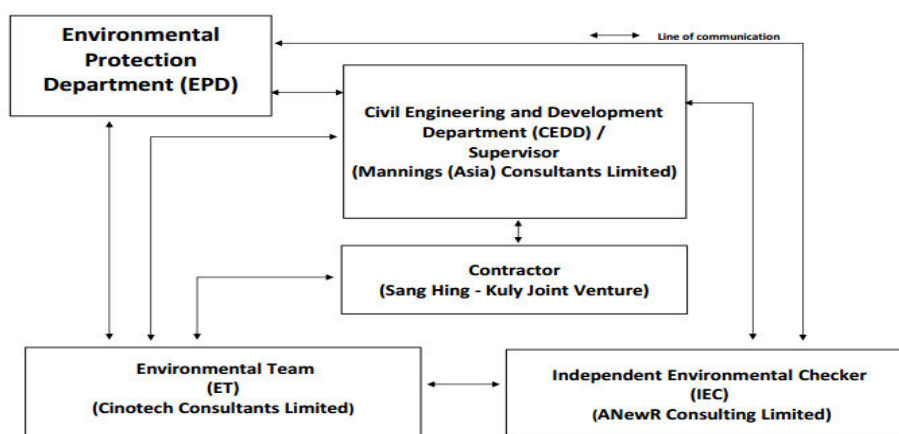 Environmental
Protection
Department (EPD)
Line of communication
Civil Engineering and Development
Department (CEDD) /
Supervisor
(Mannings (Asia) Consultants Limited)
Contractor
(Sang Hing - Kuly Joint Venture)
Environmental Team
(ET)
(Cinotech Consultants Limited)
Independent Environmental Checker
(IEC)
(ANewR Consulting Limited)